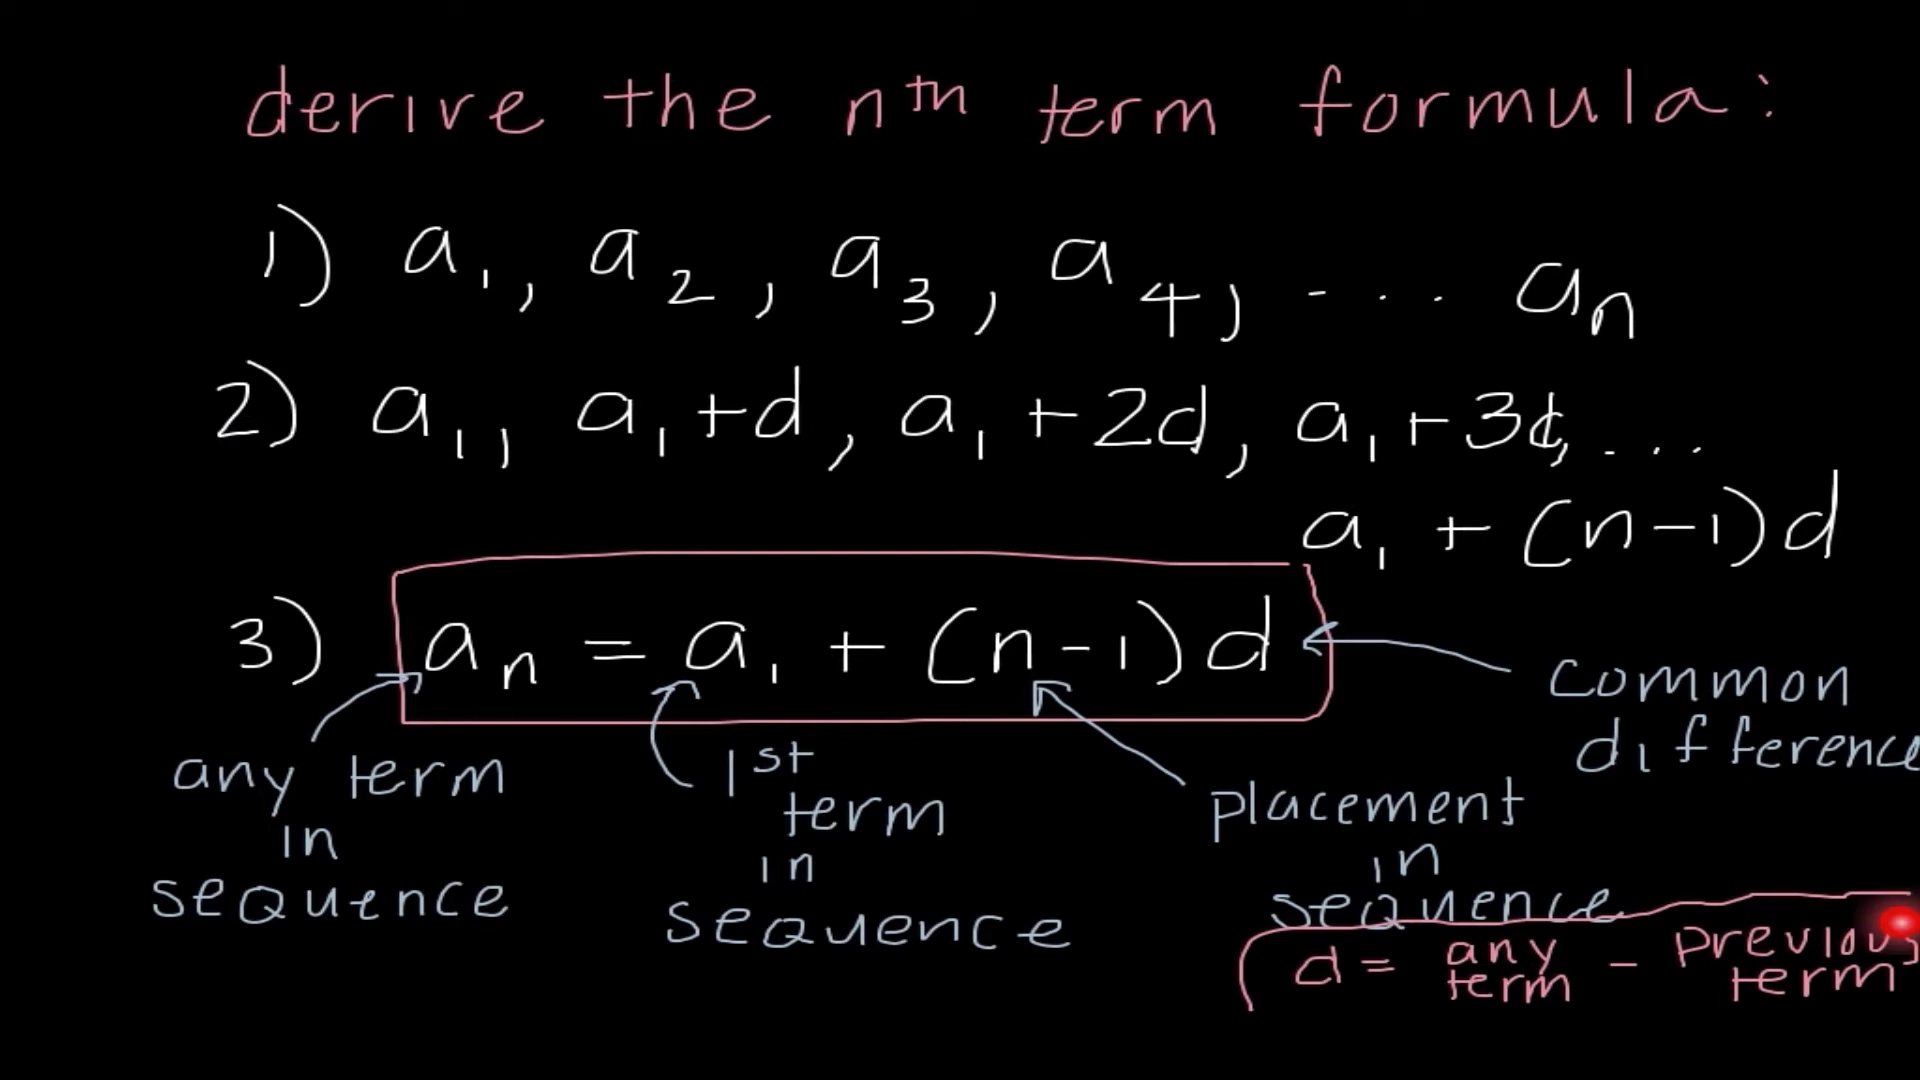 derive the nth term formula:
1) a₁, a₂, a₃, a₄, .... aₙ
2) a₁, a₁+d, a₁+2d, a₁+3d, ....
a₁ + (n-1)d
3) aₙ = a₁ + (n-1)d
common
difference
any term
in
sequence
1st
term
in
sequence
placement
in
sequence
d = any term - previous term